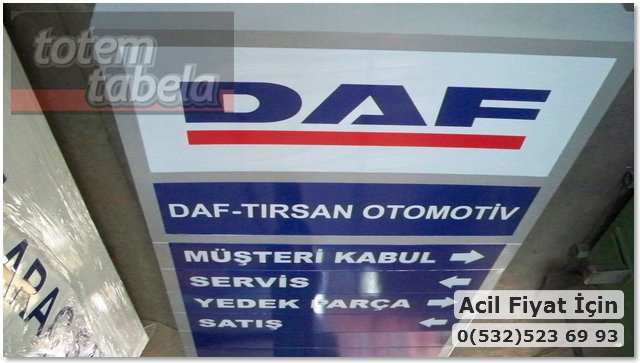 totem
tabela
DAF
DAF-TIRSAN OTOMOTİV
MÜŞTERİ KABUL →
SERVİS ←
YEDEK PARÇA →
SATIŞ ←
ARAÇ
Acil Fiyat İçin
0(532)523 69 93